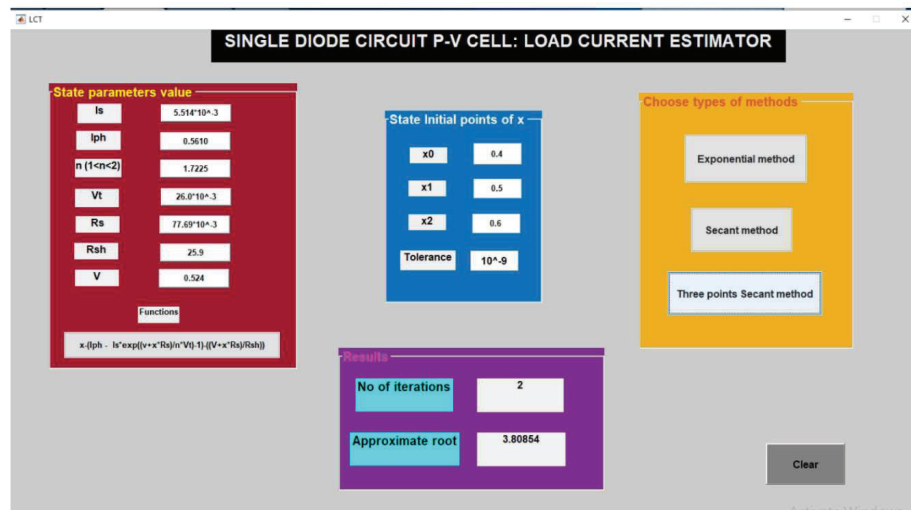 LCT
SINGLE DIODE CIRCUIT P-V CELL: LOAD CURRENT ESTIMATOR
State parameters value
Is 5.514*10^-3
Iph 0.5610
n (1<n<2) 1.7225
Vt 26.0*10^-3
Rs 77.69*10^-3
Rsh 25.9
V 0.524
Functions
x-(Iph - Is*exp((v+x*Rs)/n*Vt)-1)-((V+x*Rs)/Rsh))
State Initial points of x
x0 0.4
x1 0.5
x2 0.6
Tolerance 10^-9
Choose types of methods
Exponential method
Secant method
Three points Secant method
Results
No of iterations 2
Approximate root 3.80854
Clear